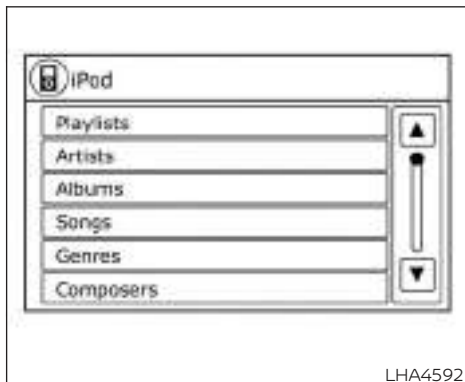 iPod
Playlists
Artists
Albums
Songs
Genres
Composers
LHA4592